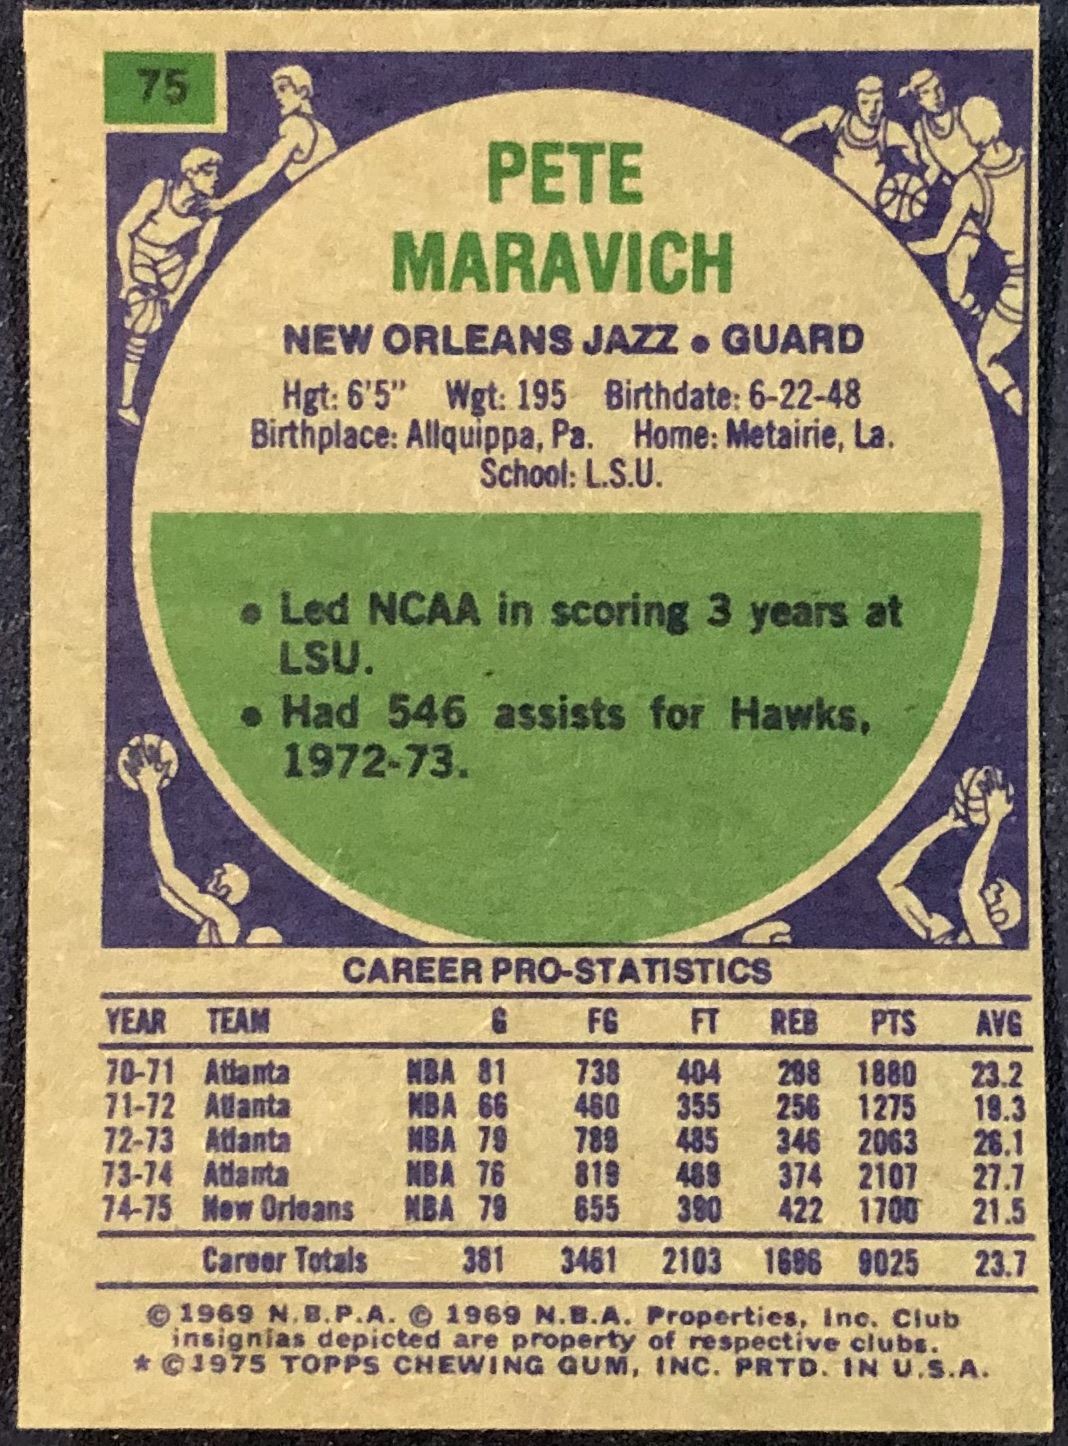 75
PETE
MARAVICH
NEW ORLEANS JAZZ • GUARD
Hgt: 6'5" Wgt: 195 Birthdate: 6-22-48
Birthplace: Allquippa, Pa. Home: Metairie, La.
School: L.S.U.
• Led NCAA in scoring 3 years at
LSU.
• Had 546 assists for Hawks,
1972-73.
CAREER PRO-STATISTICS
YEAR TEAM G FG FT REB PTS AVG
70-71 Atlanta NBA 81 738 404 298 1880 23.2
71-72 Atlanta NBA 66 460 355 256 1275 19.3
72-73 Atlanta NBA 79 789 485 346 2063 26.1
73-74 Atlanta NBA 76 819 469 374 2107 27.7
74-75 New Orleans NBA 79 655 390 422 1700 21.5
Career Totals 381 3461 2103 1696 9025 23.7
© 1969 N.B.P.A. © 1969 N.B.A. Properties, Inc. Club
insignias depicted are property of respective clubs.
* © 1975 TOPPS CHEWING GUM, INC. PRTD. IN U.S.A.